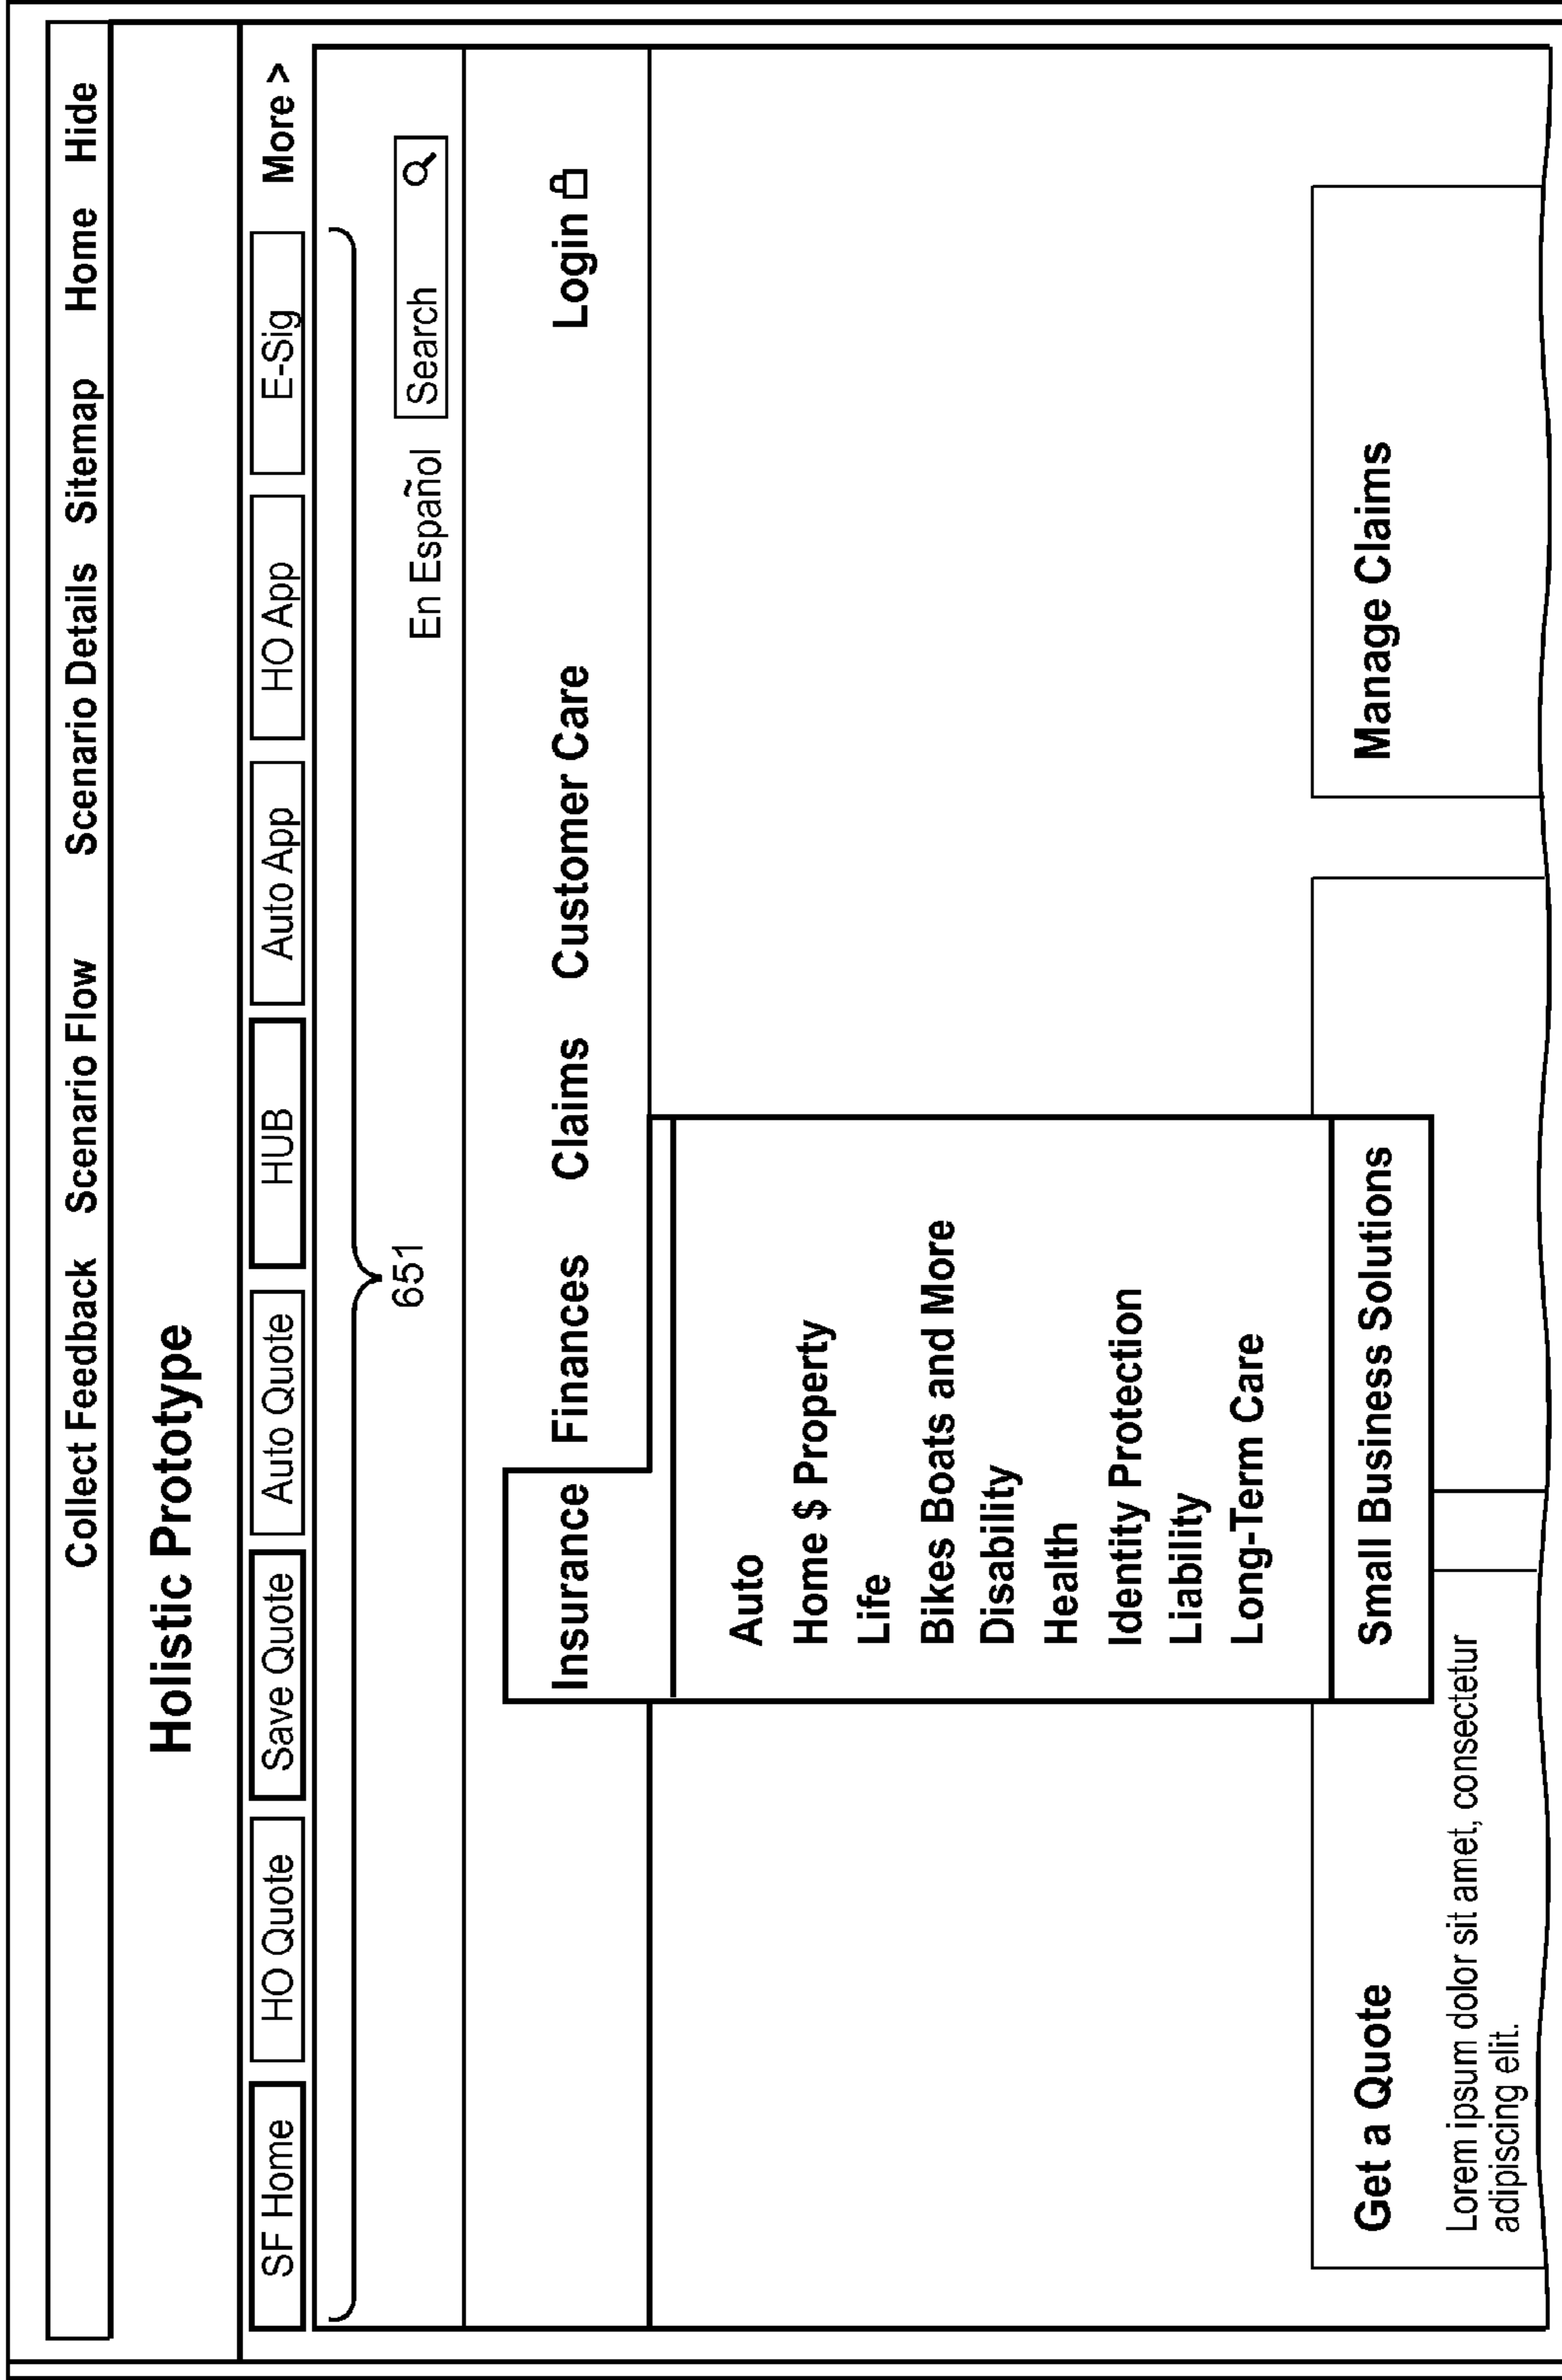 Collect Feedback Scenario Flow Scenario Details Sitemap Home Hide
Holistic Prototype
SF Home HO Quote Save Quote Auto Quote HUB Auto App HO App E-Sig More >
651
En Español Search
Insurance Finances Claims Customer Care Login
Auto
Home $ Property
Life
Bikes Boats and More
Disability
Health
Identity Protection
Liability
Long-Term Care
Small Business Solutions
Get a Quote
Manage Claims
Lorem ipsum dolor sit amet, consectetur
adipiscing elit.